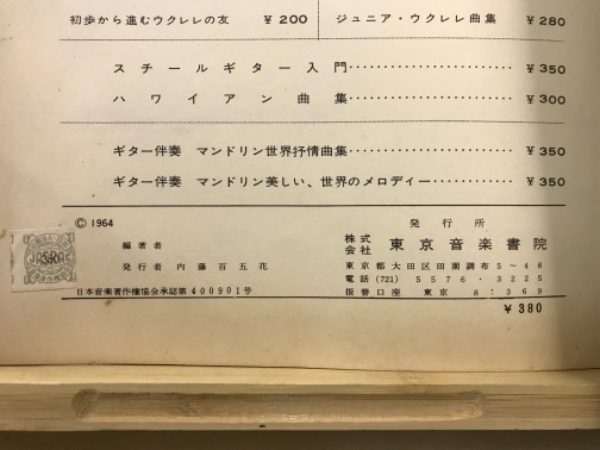 初歩から進むウクレレの友 ¥200 ジュニア・ウクレレ曲集 ¥280
スチールギター入門 ¥350
ハワイアン曲集 ¥300
ギター伴奏 マンドリン世界抒情曲集 ¥350
ギター伴奏 マンドリン美しい、世界のメロディー ¥350
© 1964
編著者
発行者 内藤百五花
日本音楽著作権協会承認第400901号
発行所
株式会社 東京音楽書院
東京都大田区田園調布5-48
電話 (721) 5576・3225
振替口座 東京 81369
¥380
JASRAC